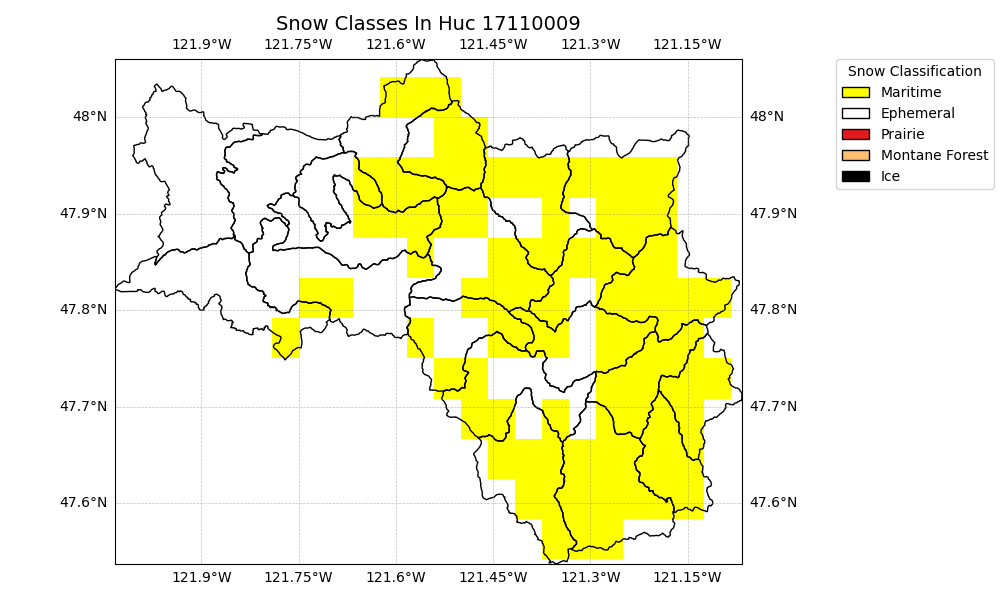 Snow Classes In Huc 17110009
121.9°W 121.75°W 121.6°W 121.45°W 121.3°W 121.15°W
Snow Classification
Maritime
Ephemeral
Prairie
Montane Forest
Ice
48°N 48°N
47.9°N 47.9°N
47.8°N 47.8°N
47.7°N 47.7°N
47.6°N 47.6°N
121.9°W 121.75°W 121.6°W 121.45°W 121.3°W 121.15°W